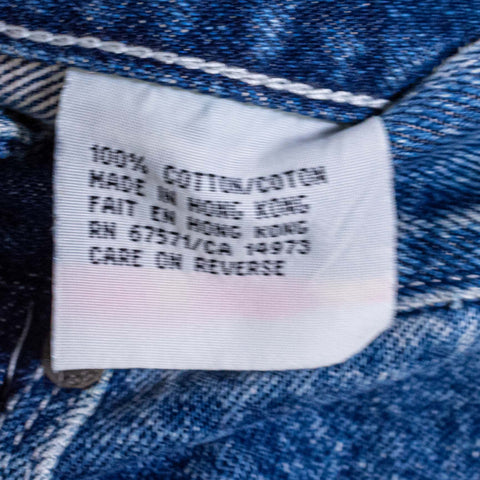 100% COTTON/COTON
MADE IN HONG KONG
FAIT EN HONG KONG
RN 67571/CA 14973
CARE ON REVERSE